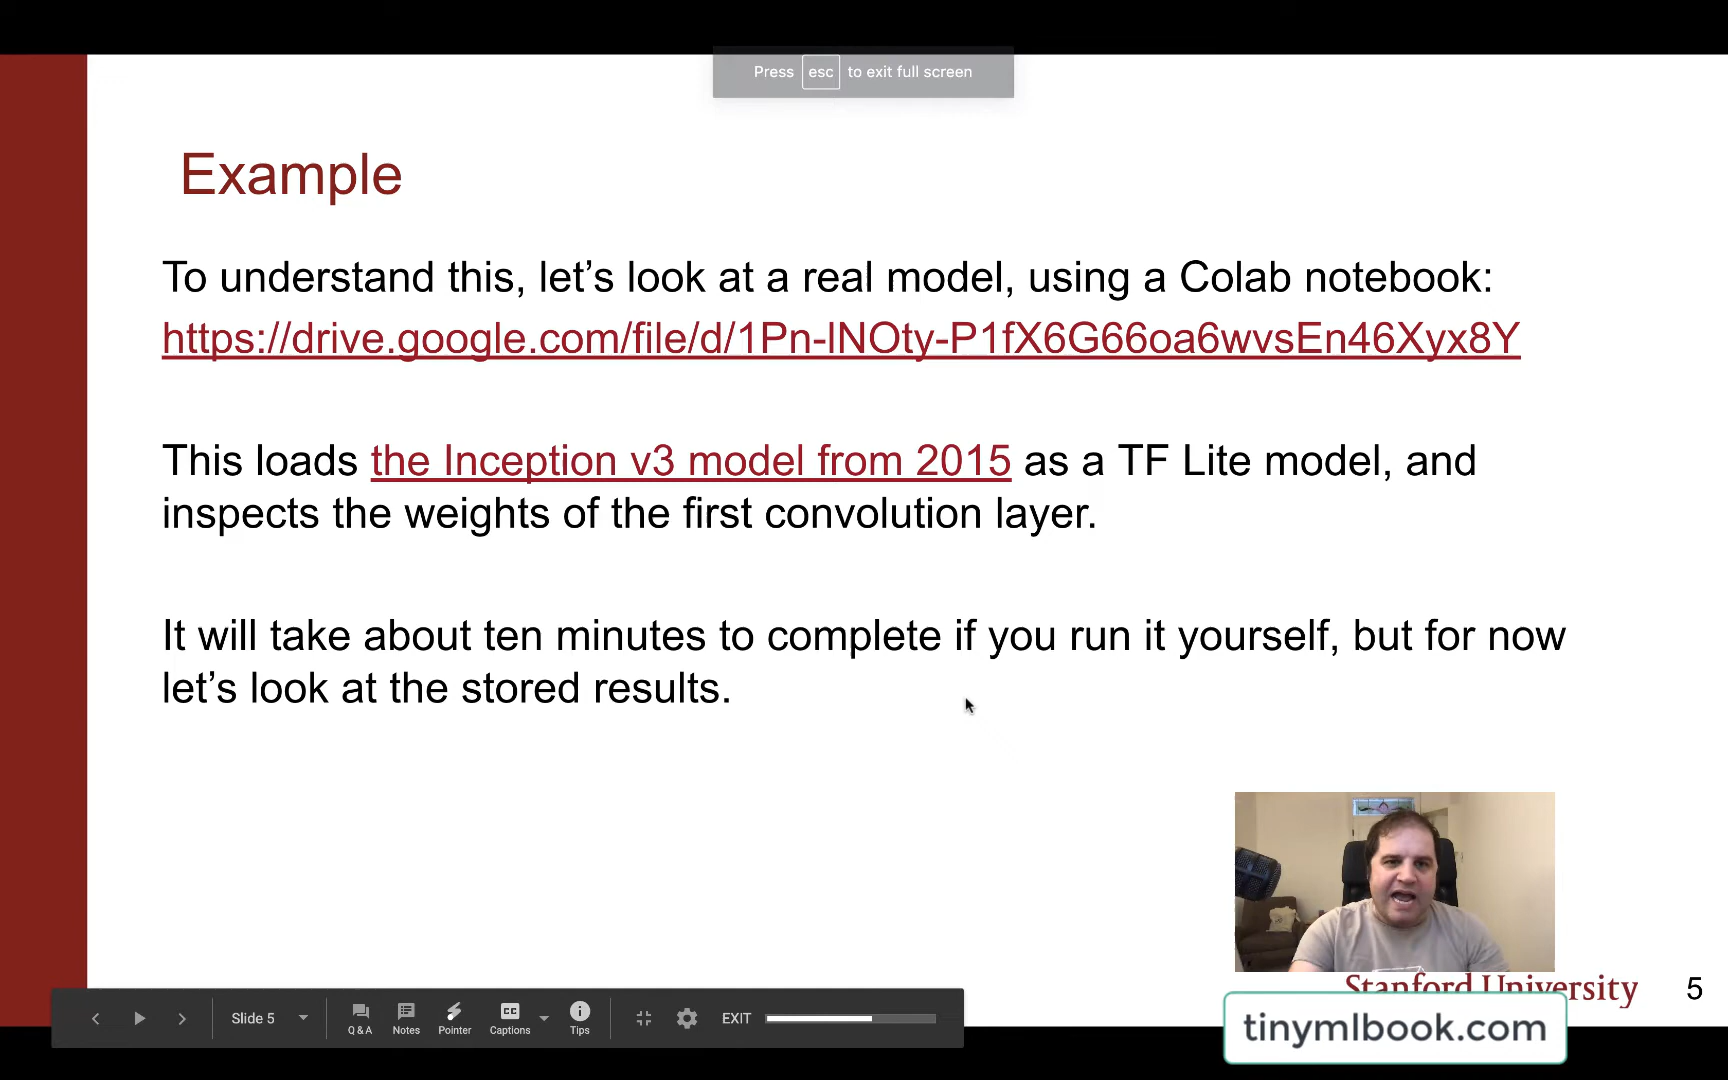 Press esc to exit full screen
Example
To understand this, let’s look at a real model, using a Colab notebook:
https://drive.google.com/file/d/1Pn-lNOty-P1fX6G66oa6wvsEn46Xyx8Y
This loads the Inception v3 model from 2015 as a TF Lite model, and
inspects the weights of the first convolution layer.
It will take about ten minutes to complete if you run it yourself, but for now
let’s look at the stored results.
Stanford University 5
Slide 5 Q & A Notes Pointer CC Captions Tips EXIT
tinymlbook.com